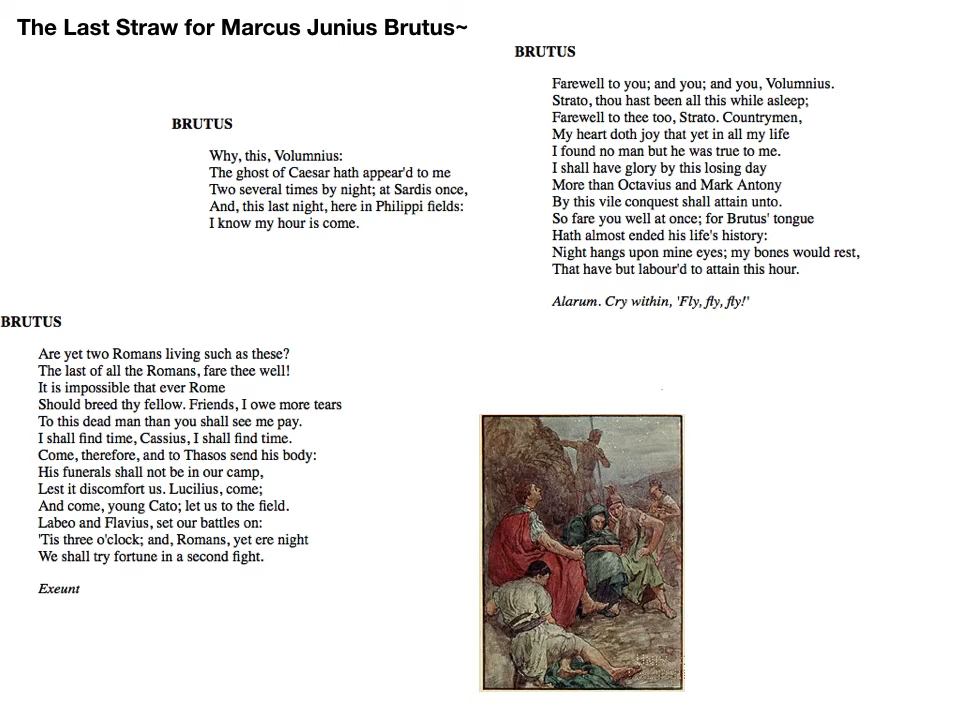 The Last Straw for Marcus Junius Brutus~
BRUTUS
Why, this, Volumnius:
The ghost of Caesar hath appear'd to me
Two several times by night; at Sardis once,
And, this last night, here in Philippi fields:
I know my hour is come.
BRUTUS
Are yet two Romans living such as these?
The last of all the Romans, fare thee well!
It is impossible that ever Rome
Should breed thy fellow. Friends, I owe more tears
To this dead man than you shall see me pay.
I shall find time, Cassius, I shall find time.
Come, therefore, and to Thasos send his body:
His funerals shall not be in our camp,
Lest it discomfort us. Lucilius, come;
And come, young Cato; let us to the field.
Labeo and Flavius, set our battles on:
'Tis three o'clock; and, Romans, yet ere night
We shall try fortune in a second fight.
Exeunt
BRUTUS
Farewell to you; and you; and you, Volumnius.
Strato, thou hast been all this while asleep;
Farewell to thee too, Strato. Countrymen,
My heart doth joy that yet in all my life
I found no man but he was true to me.
I shall have glory by this losing day
More than Octavius and Mark Antony
By this vile conquest shall attain unto.
So fare you well at once; for Brutus' tongue
Hath almost ended his life's history:
Night hangs upon mine eyes; my bones would rest,
That have but labour'd to attain this hour.
Alarum. Cry within, 'Fly, fly, fly!'